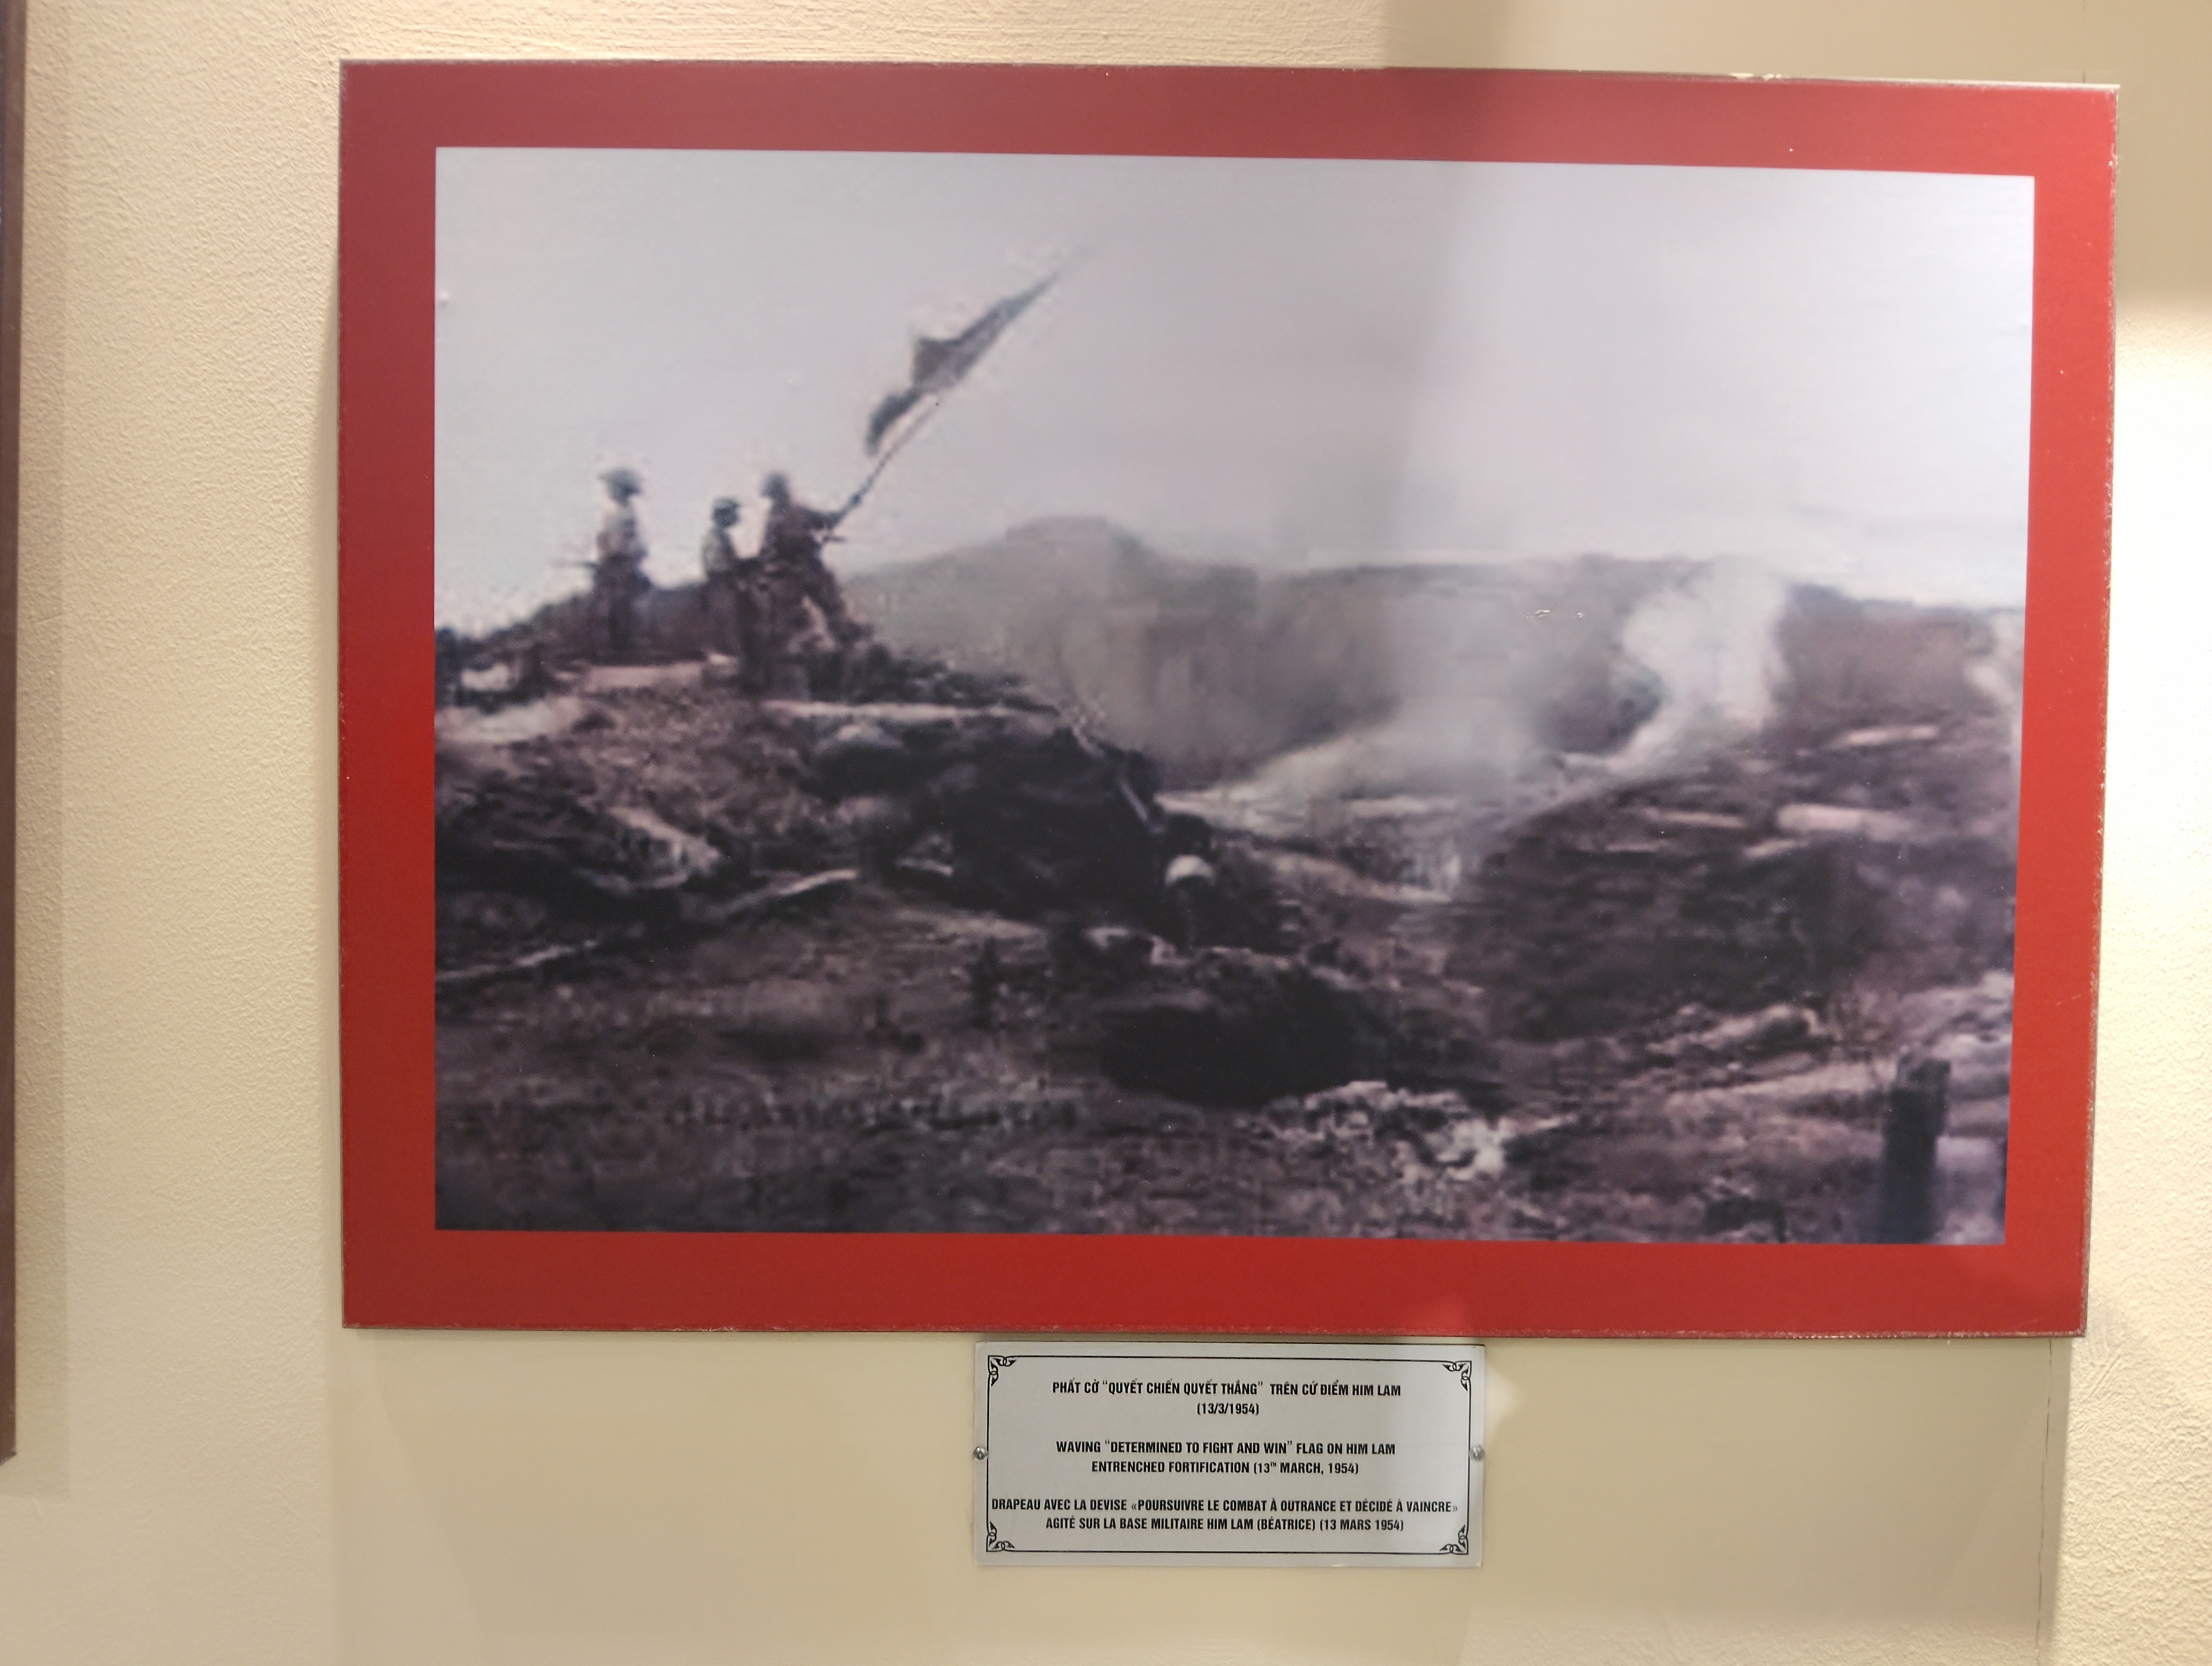 PHẤT CỜ "QUYẾT CHIẾN QUYẾT THẮNG" TRÊN CỨ ĐIỂM HIM LAM
(13/3/1954)
WAVING "DETERMINED TO FIGHT AND WIN" FLAG ON HIM LAM
ENTRENCHED FORTIFICATION (13TH MARCH, 1954)
DRAPEAU AVEC LA DEVISE «POURSUIVRE LE COMBAT À OUTRANCE ET DÉCIDÉ À VAINCRE»
AGITÉ SUR LA BASE MILITAIRE HIM LAM (BÉATRICE) (13 MARS 1954)